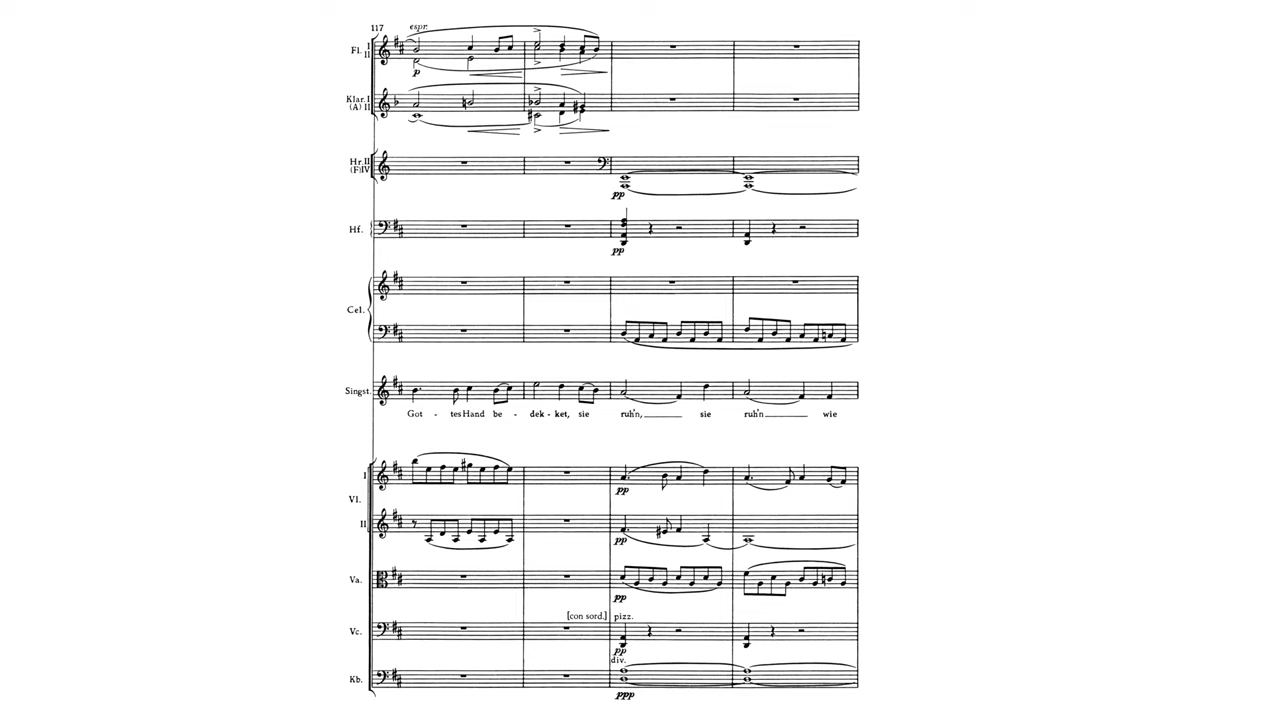 117
espr.
Fl. I
II
p
Klar. I
(A) II
Hr. II
(F) IV
pp
Hf.
pp
Cel.
Singst.
Got - tes Hand be - dek - ket, sie ruh'n, sie ruh'n wie
I
pp
Vl.
II
pp
Va.
pp
[con sord.] pizz.
Vc.
pp
div.
Kb.
ppp